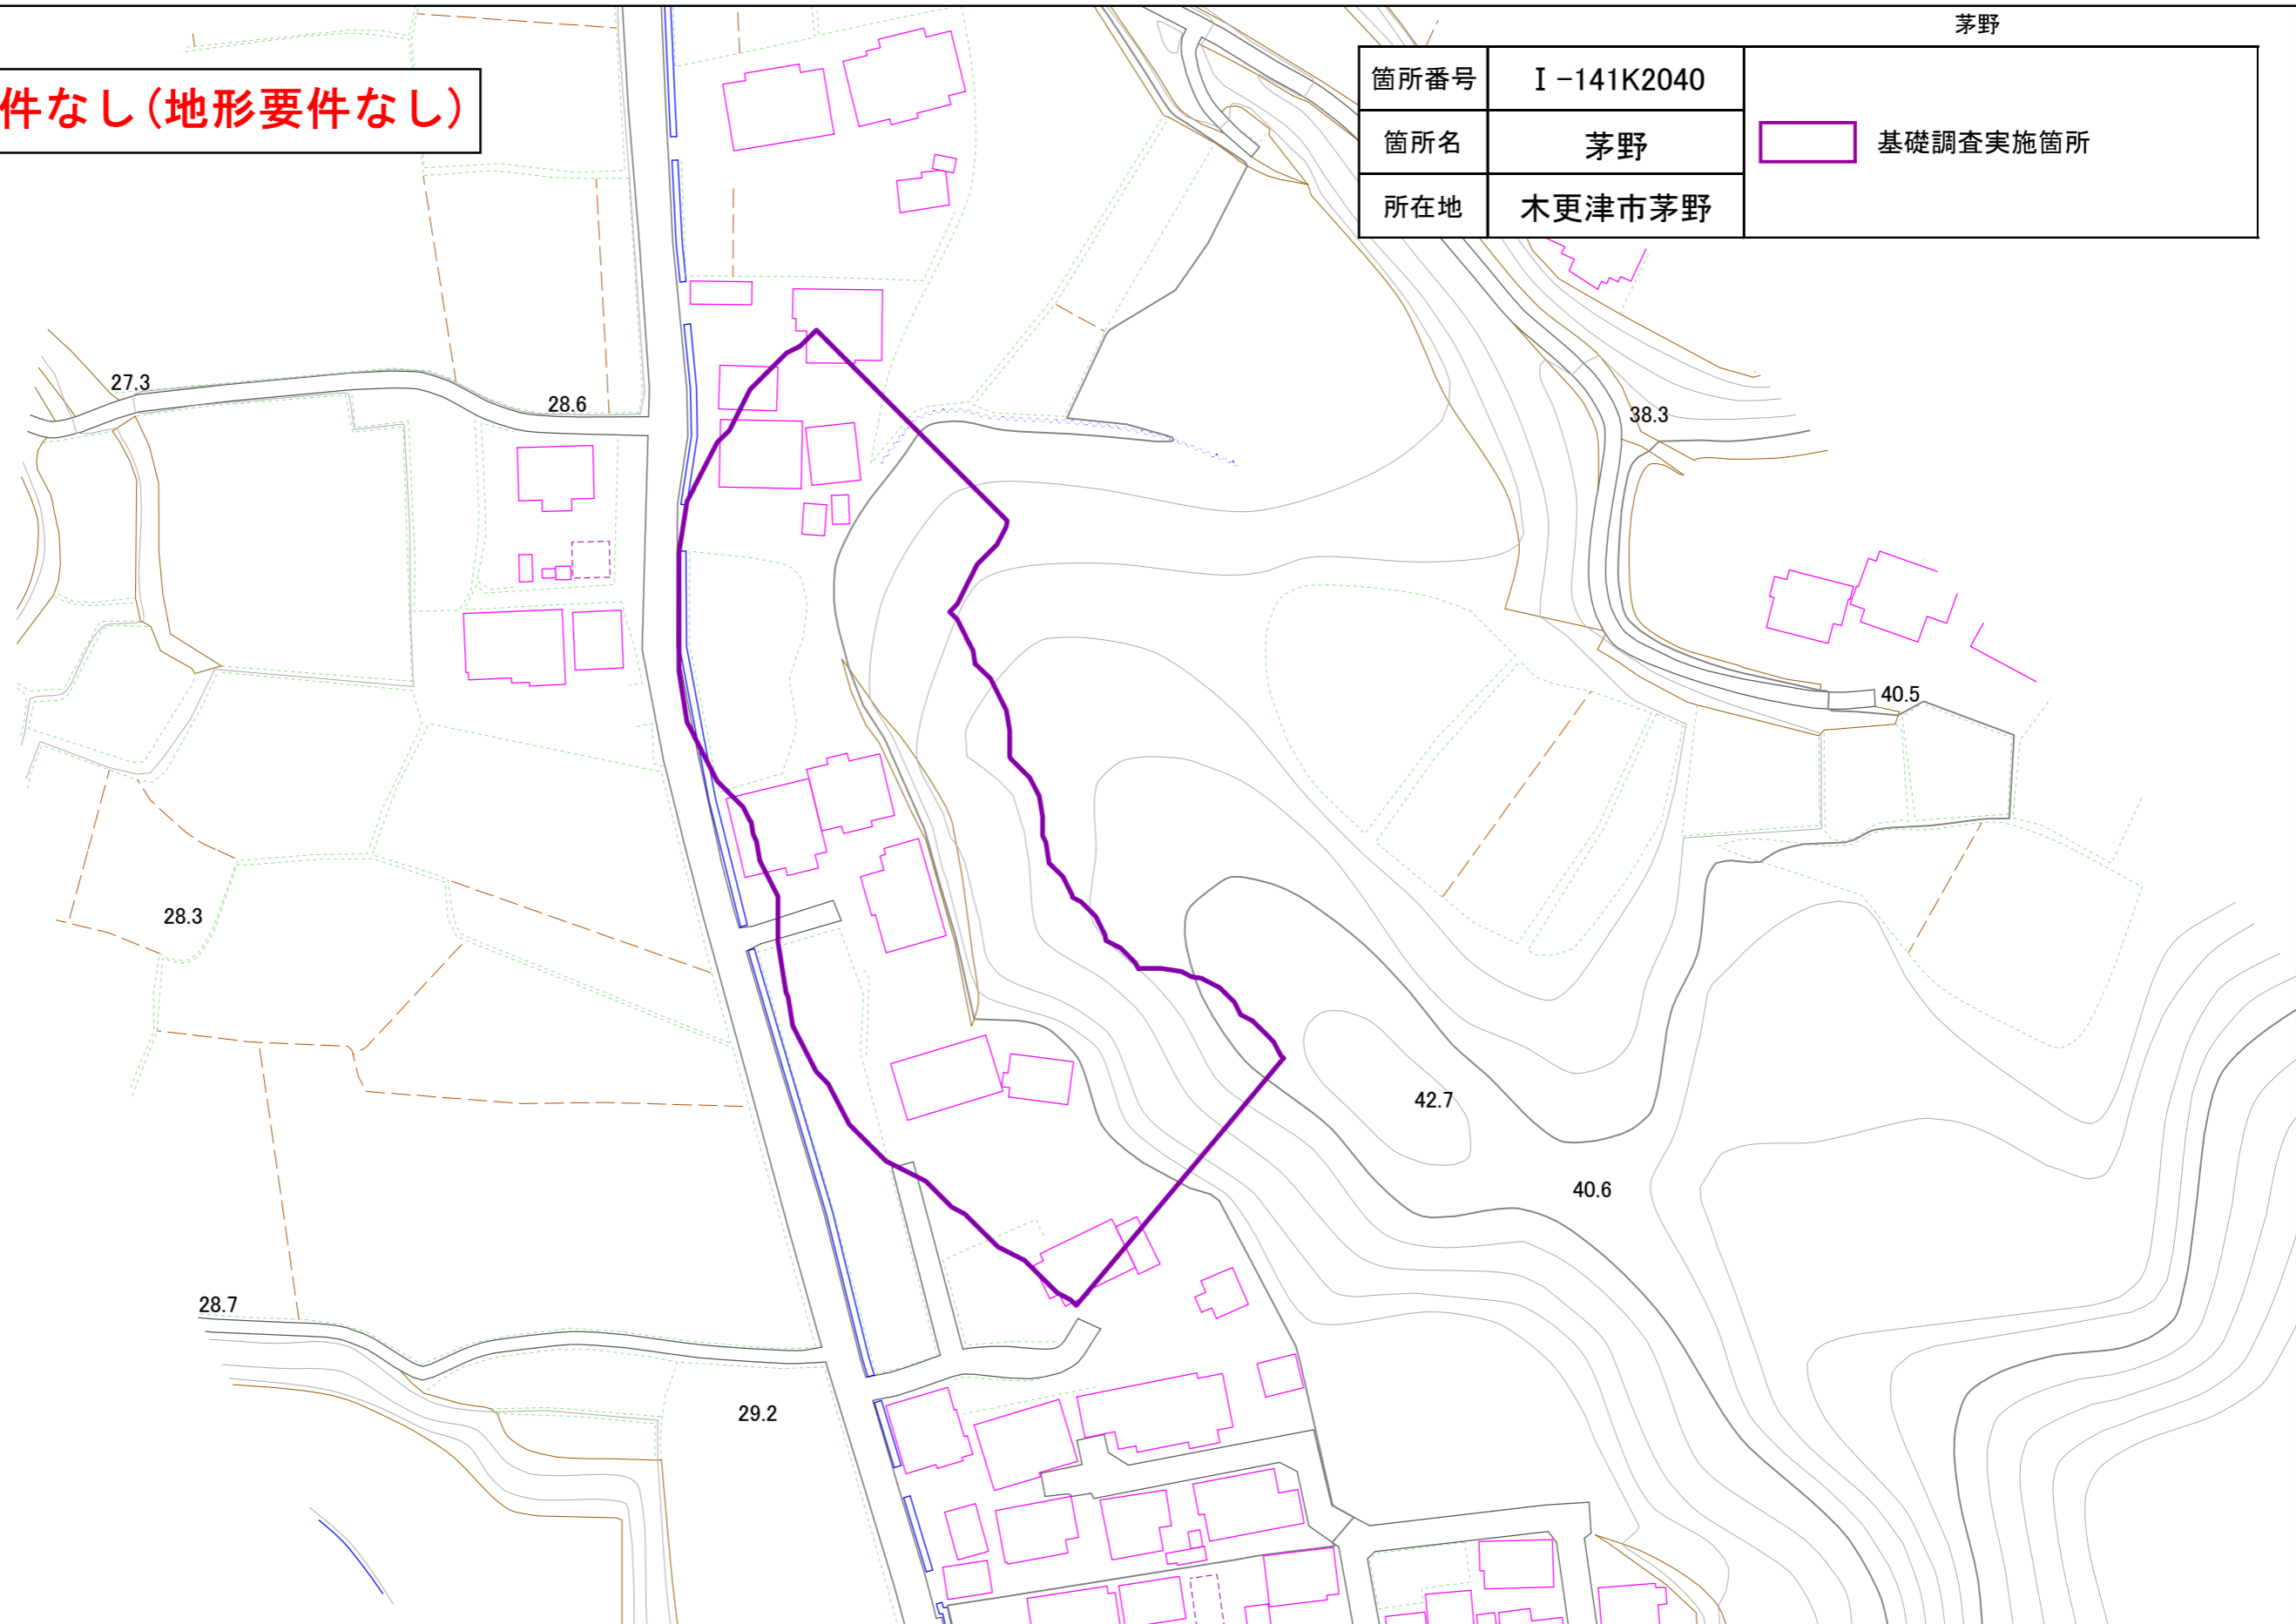 茅野
件なし(地形要件なし)
箇所番号 Ⅰ-141K2040
箇所名 茅野
所在地 木更津市茅野
基礎調査実施箇所
27.3
28.6
38.3
40.5
28.3
42.7
40.6
28.7
29.2